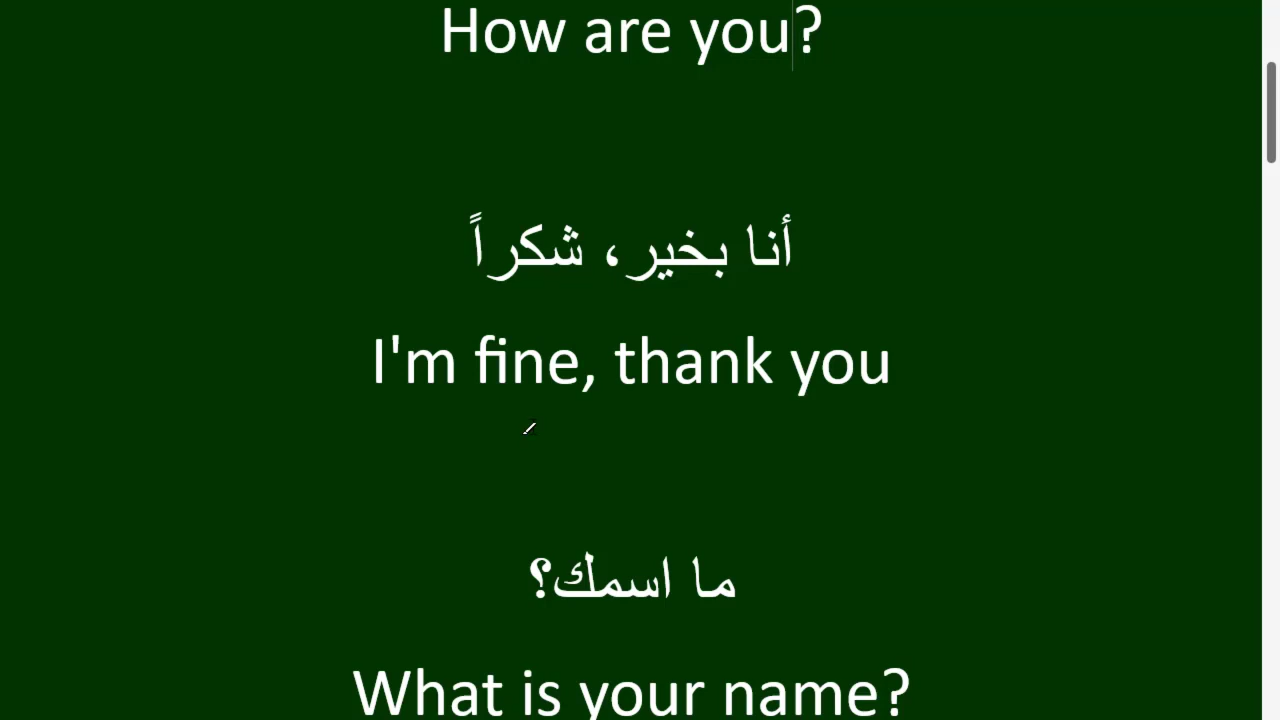 How are you?
أنا بخير، شكراً
I'm fine, thank you
ما اسمك؟
What is your name?